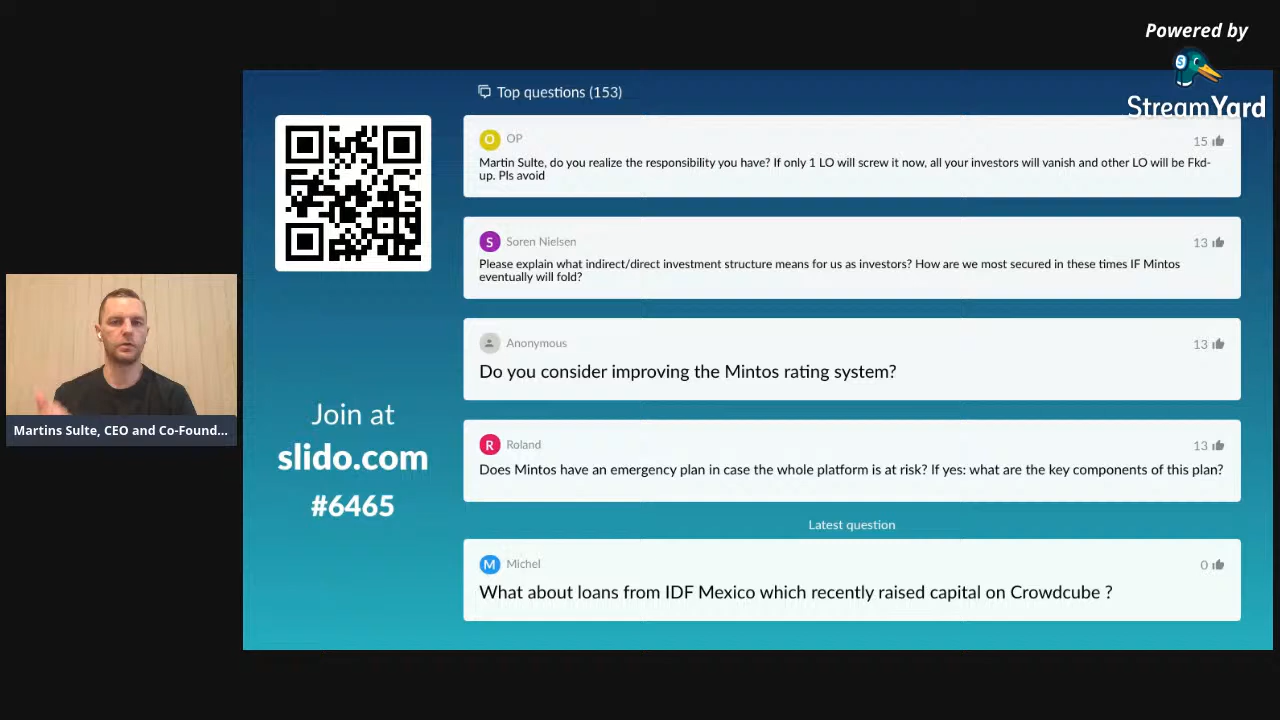 Powered by
StreamYard
Top questions (153)
OP
15
Martin Sulte, do you realize the responsibility you have? If only 1 LO will screw it now, all your investors will vanish and other LO will be Fkd-
up. Pls avoid
S
Soren Nielsen
13
Please explain what indirect/direct investment structure means for us as investors? How are we most secured in these times IF Mintos
eventually will fold?
Anonymous
13
Do you consider improving the Mintos rating system?
R
Roland
13
Does Mintos have an emergency plan in case the whole platform is at risk? If yes: what are the key components of this plan?
Latest question
M
Michel
0
What about loans from IDF Mexico which recently raised capital on Crowdcube ?
Join at
slido.com
#6465
Martins Sulte, CEO and Co-Found...